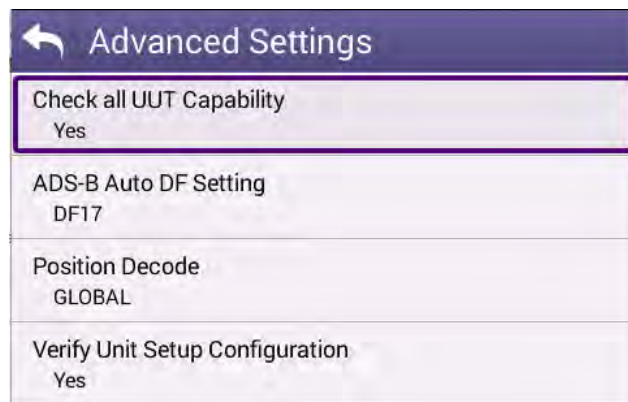 Advanced Settings
Check all UUT Capability
Yes
ADS-B Auto DF Setting
DF17
Position Decode
GLOBAL
Verify Unit Setup Configuration
Yes